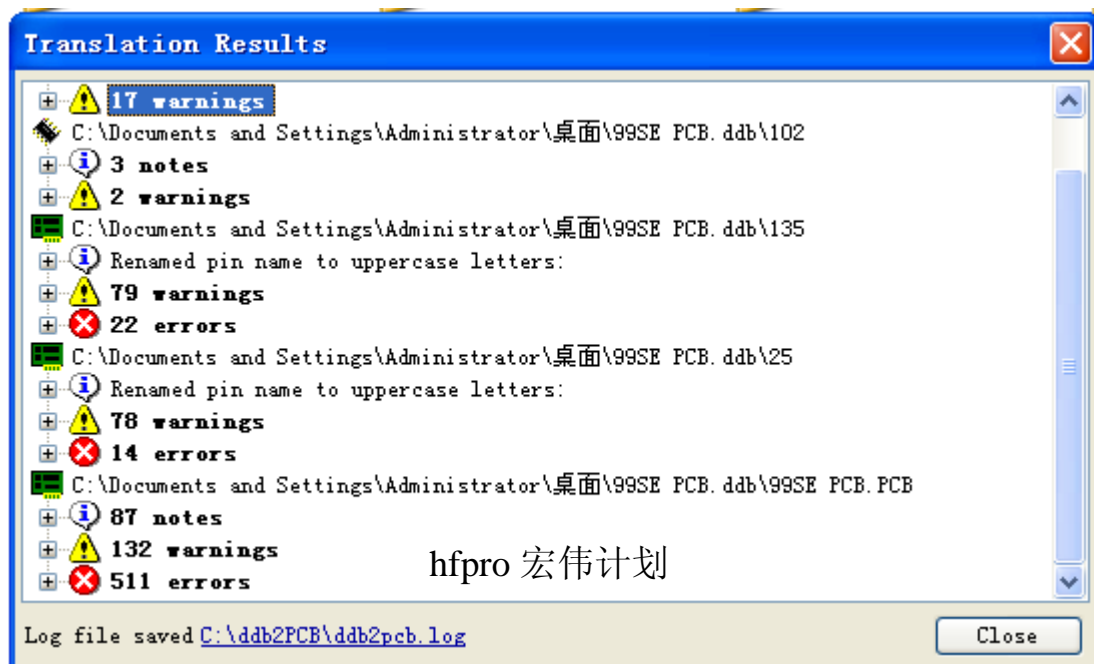 Translation Results
17 warnings
C:\Documents and Settings\Administrator\桌面\99SE PCB.ddb\102
3 notes
2 warnings
C:\Documents and Settings\Administrator\桌面\99SE PCB.ddb\135
Renamed pin name to uppercase letters:
79 warnings
22 errors
C:\Documents and Settings\Administrator\桌面\99SE PCB.ddb\25
Renamed pin name to uppercase letters:
78 warnings
14 errors
C:\Documents and Settings\Administrator\桌面\99SE PCB.ddb\99SE PCB.PCB
87 notes
132 warnings
hfpro 宏伟计划
511 errors
Log file saved C:\ddb2PCB\ddb2pcb.log Close